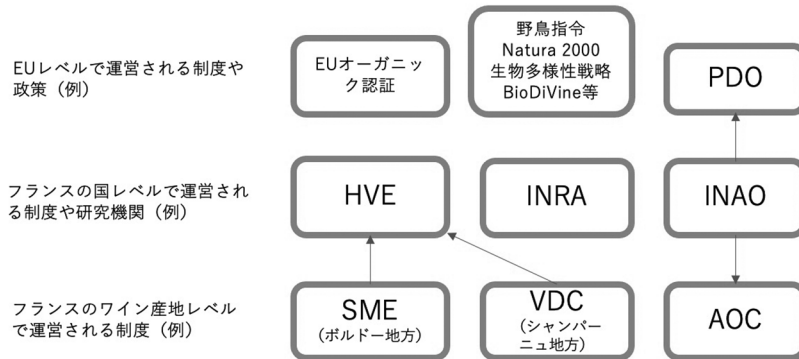 EUレベルで運営される制度や
政策（例）
EUオーガニッ
ク認証
野鳥指令
Natura 2000
生物多様性戦略
BioDiVine等
PDO
フランスの国レベルで運営され
る制度や研究機関（例）
HVE
INRA
INAO
フランスのワイン産地レベル
で運営される制度（例）
SME
(ボルドー地方)
VDC
(シャンパー
ニュ地方)
AOC